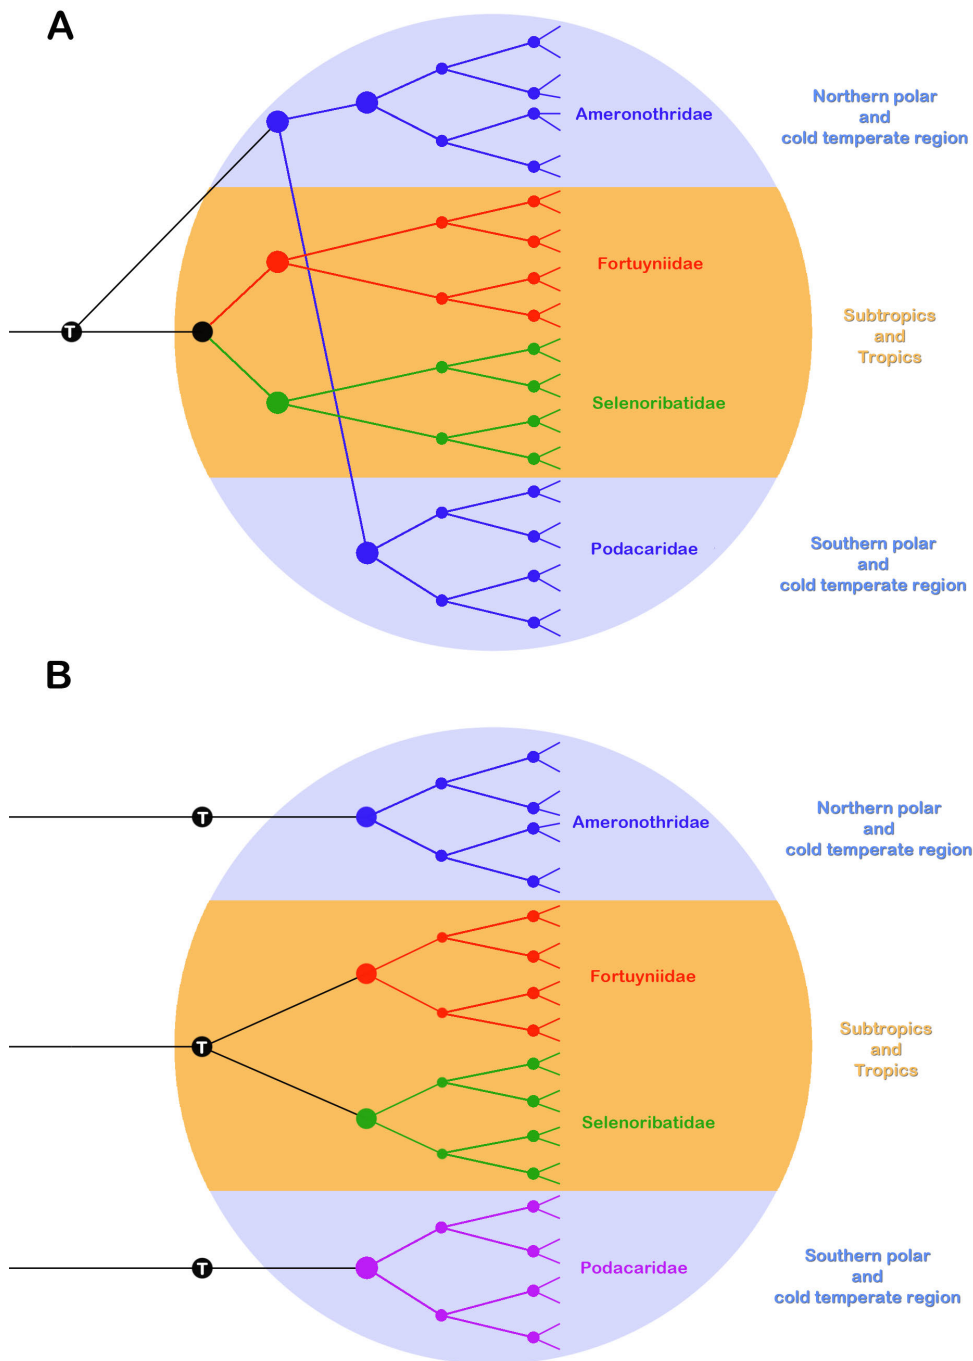 A
Northern polar
and
cold temperate region
Ameronothridae
Fortuyniidae
T
Subtropics
and
Tropics
Selenoribatidae
Podacaridae
Southern polar
and
cold temperate region
B
T
Northern polar
and
cold temperate region
Ameronothridae
Fortuyniidae
T
Subtropics
and
Tropics
Selenoribatidae
T
Podacaridae
Southern polar
and
cold temperate region